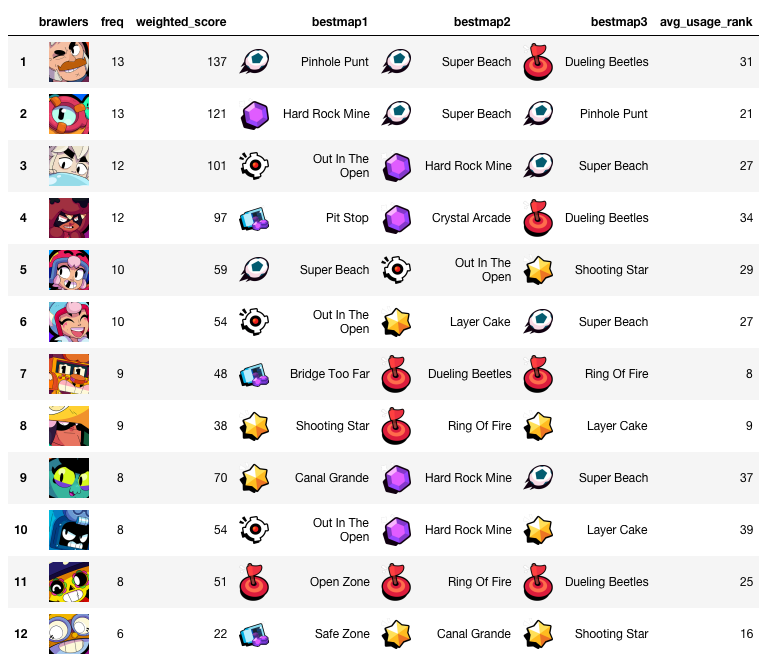 brawlers freq weighted_score bestmap1 bestmap2 bestmap3 avg_usage_rank
1 13 137 Pinhole Punt Super Beach Dueling Beetles 31
2 13 121 Hard Rock Mine Super Beach Pinhole Punt 21
3 12 101 Out In The Open Hard Rock Mine Super Beach 27
4 12 97 Pit Stop Crystal Arcade Dueling Beetles 34
5 10 59 Super Beach Out In The Open Shooting Star 29
6 10 54 Out In The Open Layer Cake Super Beach 27
7 9 48 Bridge Too Far Dueling Beetles Ring Of Fire 8
8 9 38 Shooting Star Ring Of Fire Layer Cake 9
9 8 70 Canal Grande Hard Rock Mine Super Beach 37
10 8 54 Out In The Open Hard Rock Mine Layer Cake 39
11 8 51 Open Zone Ring Of Fire Dueling Beetles 25
12 6 22 Safe Zone Canal Grande Shooting Star 16